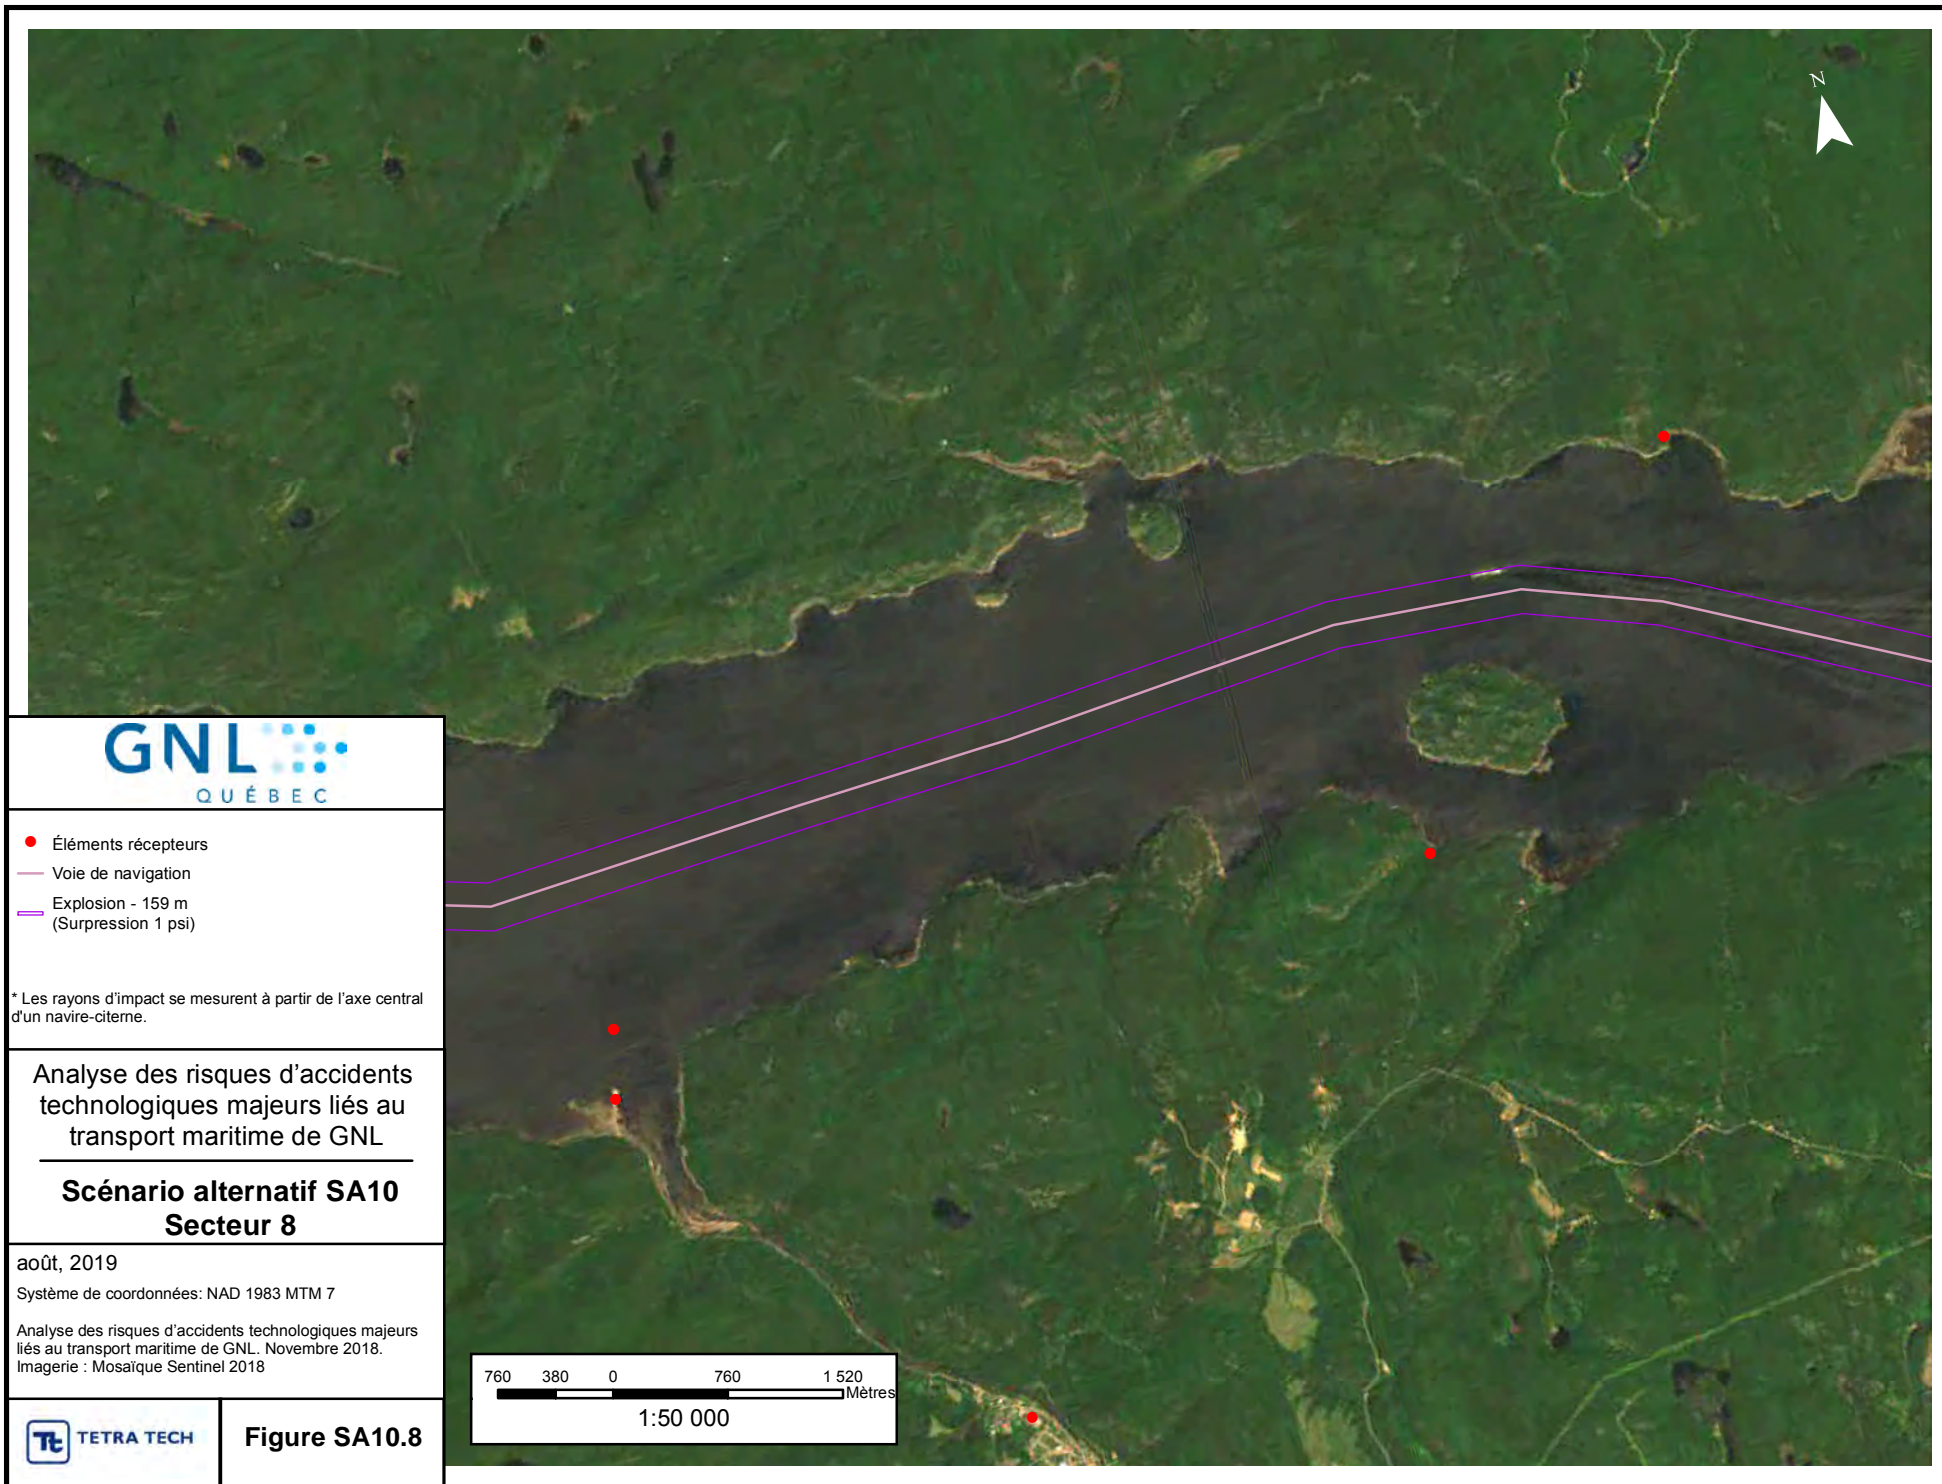 N
GNL
QUÉBEC
Éléments récepteurs
Voie de navigation
Explosion - 159 m
(Surpression 1 psi)
* Les rayons d'impact se mesurent à partir de l'axe central
d'un navire-citerne.
Analyse des risques d'accidents
technologiques majeurs liés au
transport maritime de GNL
Scénario alternatif SA10
Secteur 8
août, 2019
Système de coordonnées: NAD 1983 MTM 7
Analyse des risques d'accidents technologiques majeurs
liés au transport maritime de GNL. Novembre 2018.
Imagerie : Mosaïque Sentinel 2018
Tt TETRA TECH
Figure SA10.8
760 380 0 760 1 520
Mètres
1:50 000